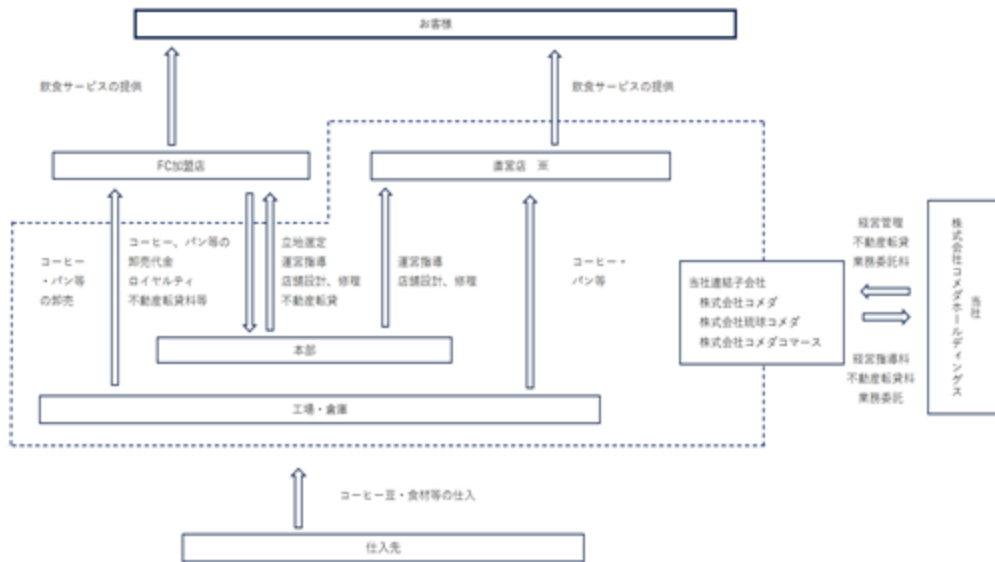 お客様
飲食サービスの提供
飲食サービスの提供
FC加盟店
直営店 ※
コーヒー
・パン等
の卸売
コーヒー、パン等の
卸売代金
ロイヤルティ
不動産転貸料等
立地選定
運営指導
店舗設計、修理
不動産転貸
運営指導
店舗設計、修理
コーヒー・
パン等
本部
工場・倉庫
当社連結子会社
株式会社コメダ
株式会社琉球コメダ
株式会社コメダコマース
経営管理
不動産転貸
業務委託料
経営指導料
不動産転貸料
業務委託
当社
株式会社コメダホールディングス
コーヒー豆・食材等の仕入
仕入先